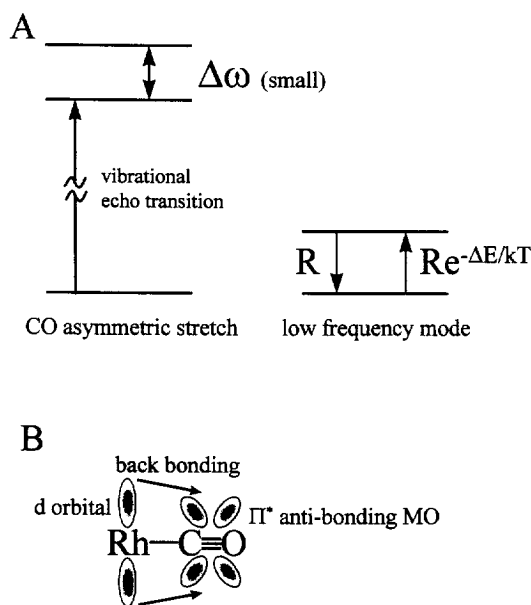 A
Δω (small)
vibrational
echo transition
R
Re-ΔE/kT
CO asymmetric stretch
low frequency mode
B
back bonding
d orbital
Π* anti-bonding MO
Rh—C≡O